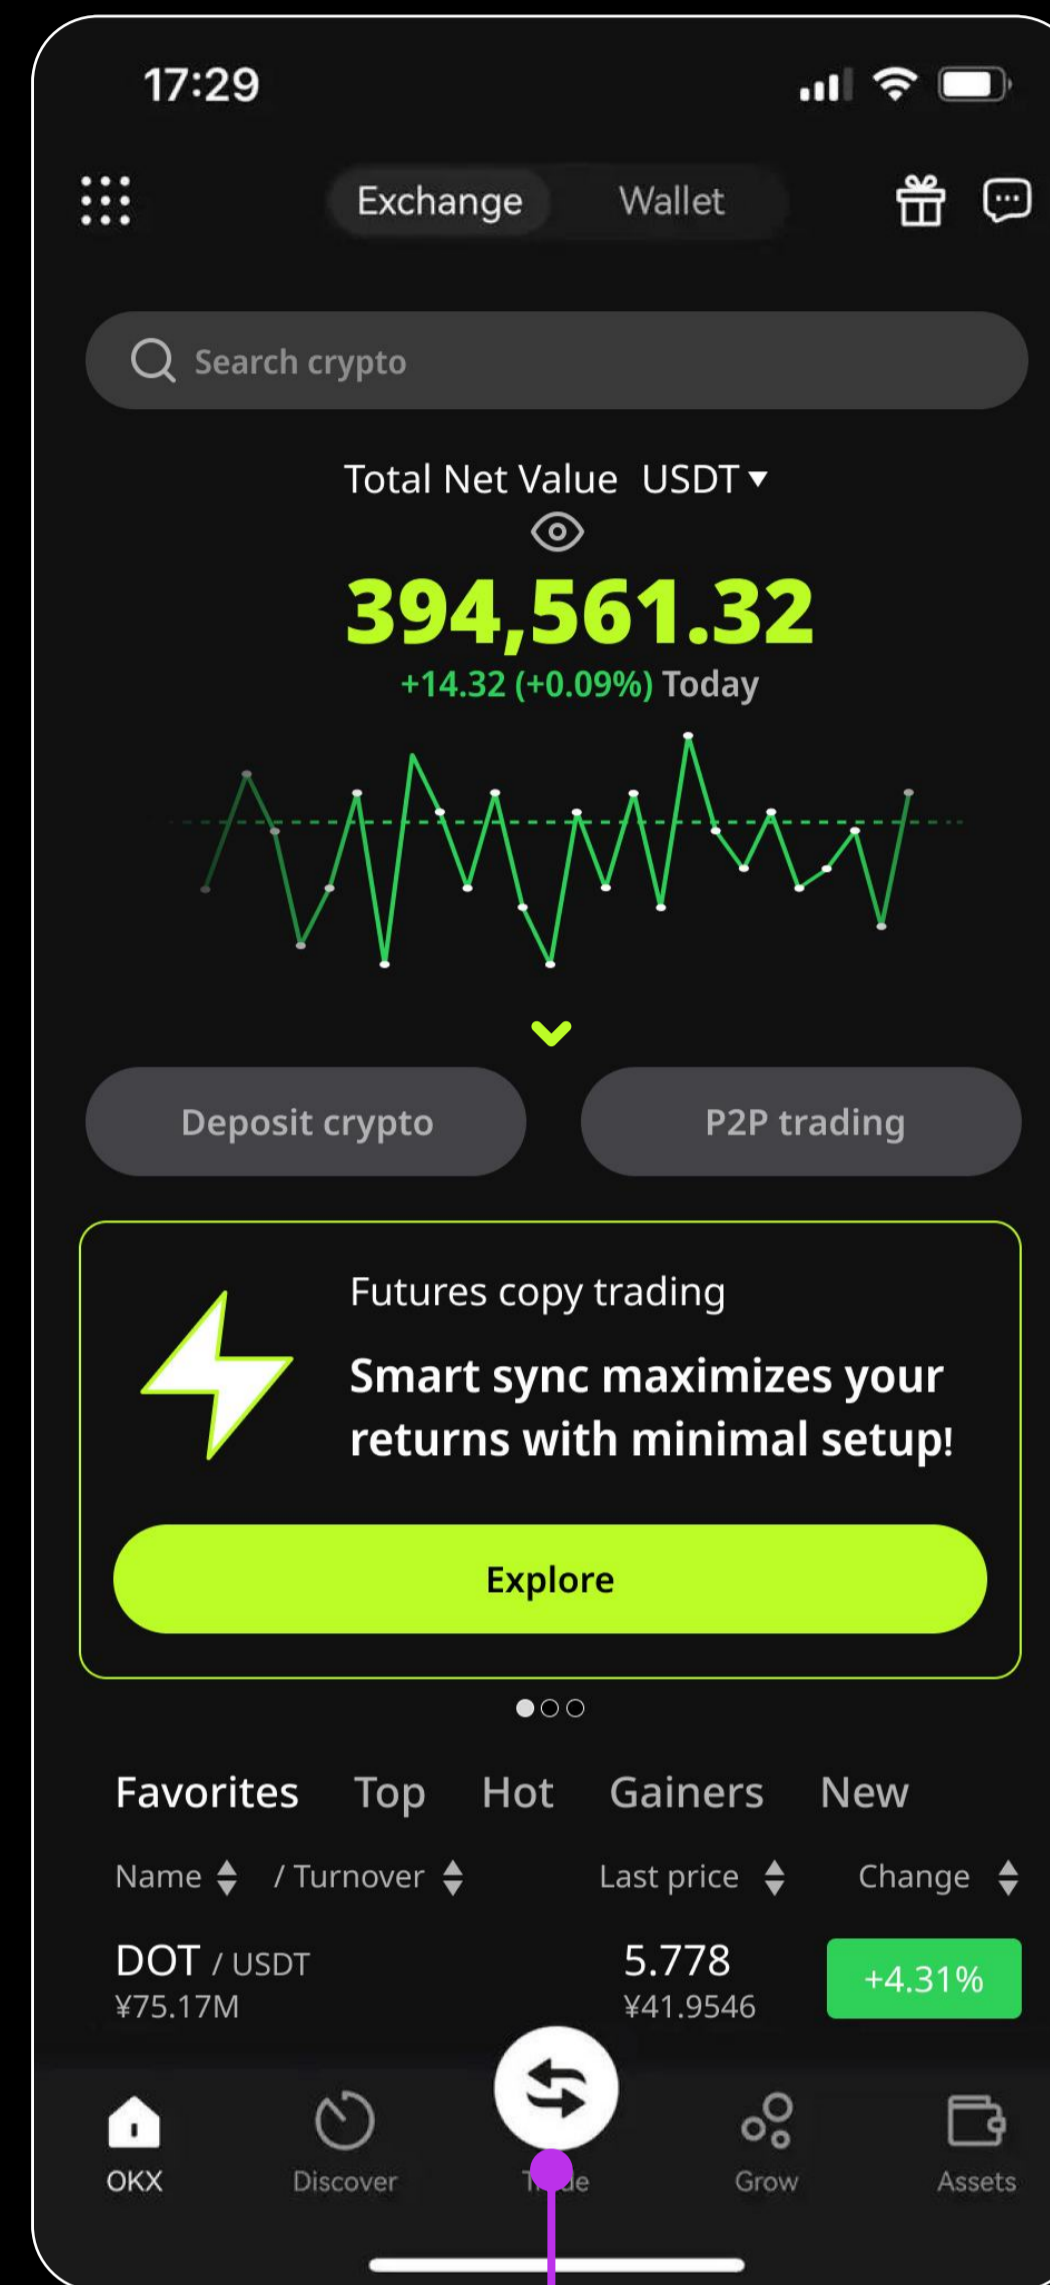 17:29
Exchange Wallet
Search crypto
Total Net Value USDT
394,561.32
+14.32 (+0.09%) Today
Deposit crypto P2P trading
Futures copy trading
Smart sync maximizes your
returns with minimal setup!
Explore
Favorites Top Hot Gainers New
Name / Turnover Last price Change
DOT / USDT 5.778 +4.31%
¥75.17M ¥41.9546
OKX Discover Grow Assets